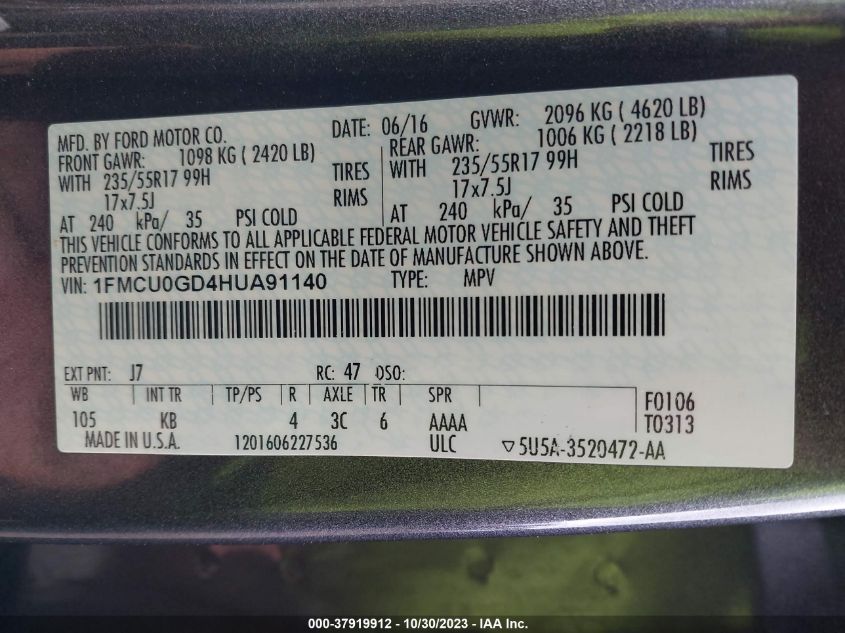 MFD. BY FORD MOTOR CO. DATE: 06/16 GVWR: 2096 KG ( 4620 LB)
FRONT GAWR: 1098 KG ( 2420 LB) REAR GAWR: 1006 KG ( 2218 LB)
WITH 235/55R17 99H TIRES WITH 235/55R17 99H TIRES
17x7.5J RIMS 17x7.5J RIMS
AT 240 kPa/ 35 PSI COLD AT 240 kPa/ 35 PSI COLD
THIS VEHICLE CONFORMS TO ALL APPLICABLE FEDERAL MOTOR VEHICLE SAFETY AND THEFT
PREVENTION STANDARDS IN EFFECT ON THE DATE OF MANUFACTURE SHOWN ABOVE.
VIN: 1FMCU0GD4HUA91140 TYPE: MPV
EXT PNT: J7 RC: 47 DSO:
WB INT TR TP/PS R AXLE TR SPR F0106
105 KB 4 3C 6 AAAA T0313
MADE IN U.S.A. 1201606227536 ULC ▽5U5A-3520472-AA
000-37919912 - 10/30/2023 - IAA Inc.